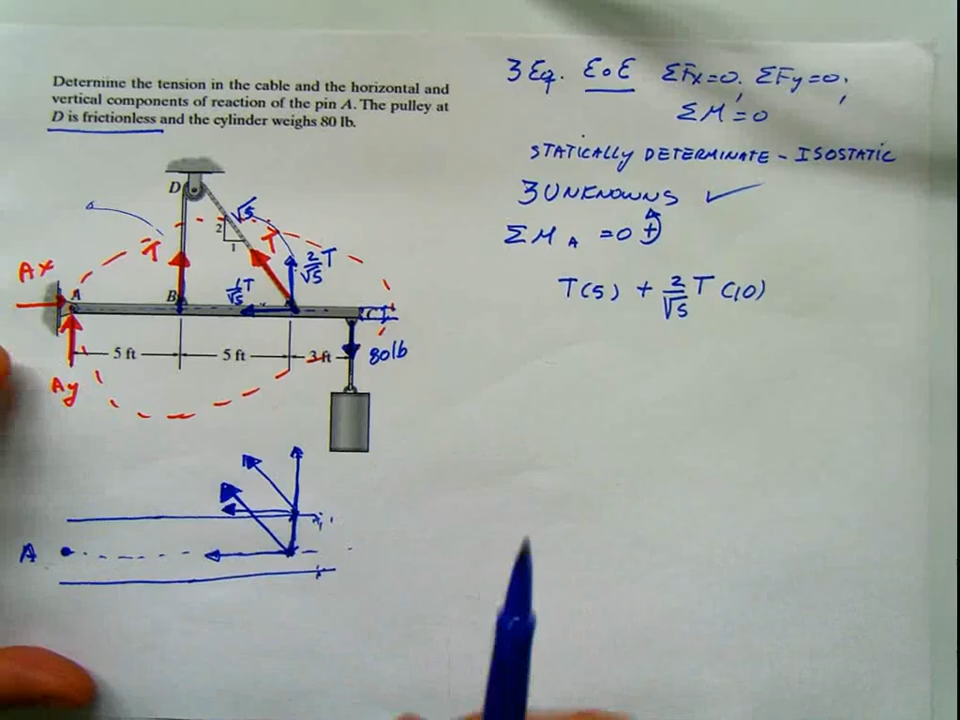 Determine the tension in the cable and the horizontal and
vertical components of reaction of the pin A. The pulley at
D is frictionless and the cylinder weighs 80 lb.
3 Eq. EoE ΣFx=0, ΣFy=0,
ΣM=0
STATICALLY DETERMINATE - ISOSTATIC
3 UNKNOWNS ✓
ΣM A =0 +
T(5) + 2/√5 T (10)
D
√5
2
1
T
T
2/√5 T
1/√5 T
Ax
A
B
C
5 ft
5 ft
3 ft
80lb
Ay
A